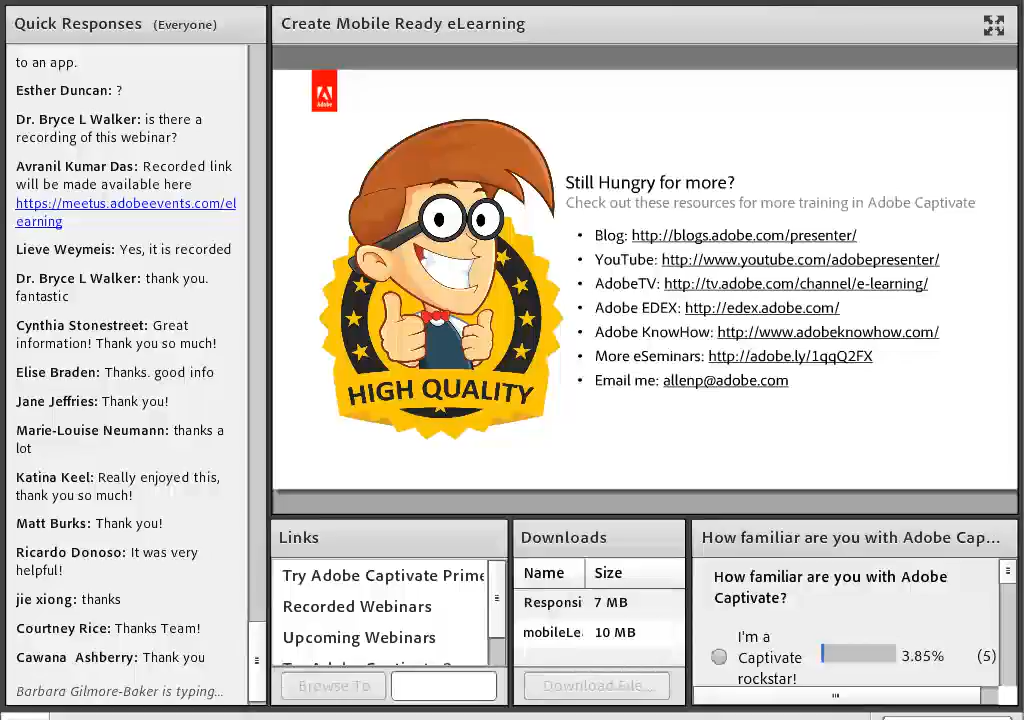 Quick Responses (Everyone)
to an app.
Esther Duncan: ?
Dr. Bryce L Walker: is there a
recording of this webinar?
Avranil Kumar Das: Recorded link
will be made available here
https://meetus.adobeevents.com/el
earning
Lieve Weymeis: Yes, it is recorded
Dr. Bryce L Walker: thank you.
fantastic
Cynthia Stonestreet: Great
information! Thank you so much!
Elise Braden: Thanks. good info
Jane Jeffries: Thank you!
Marie-Louise Neumann: thanks a
lot
Katina Keel: Really enjoyed this,
thank you so much!
Matt Burks: Thank you!
Ricardo Donoso: It was very
helpful!
jie xiong: thanks
Courtney Rice: Thanks Team!
Cawana Ashberry: Thank you
Barbara Gilmore-Baker is typing...
Create Mobile Ready eLearning
Adobe
HIGH QUALITY
Still Hungry for more?
Check out these resources for more training in Adobe Captivate
• Blog: http://blogs.adobe.com/presenter/
• YouTube: http://www.youtube.com/adobepresenter/
• AdobeTV: http://tv.adobe.com/channel/e-learning/
• Adobe EDEX: http://edex.adobe.com/
• Adobe KnowHow: http://www.adobeknowhow.com/
• More eSeminars: http://adobe.ly/1qqQ2FX
• Email me: allenp@adobe.com
Links
Try Adobe Captivate Prime
Recorded Webinars
Upcoming Webinars
Browse To
Downloads
Name Size
Responsi 7 MB
mobileLe 10 MB
Download File...
How familiar are you with Adobe Cap...
How familiar are you with Adobe
Captivate?
I'm a
Captivate
rockstar!
3.85% (5)